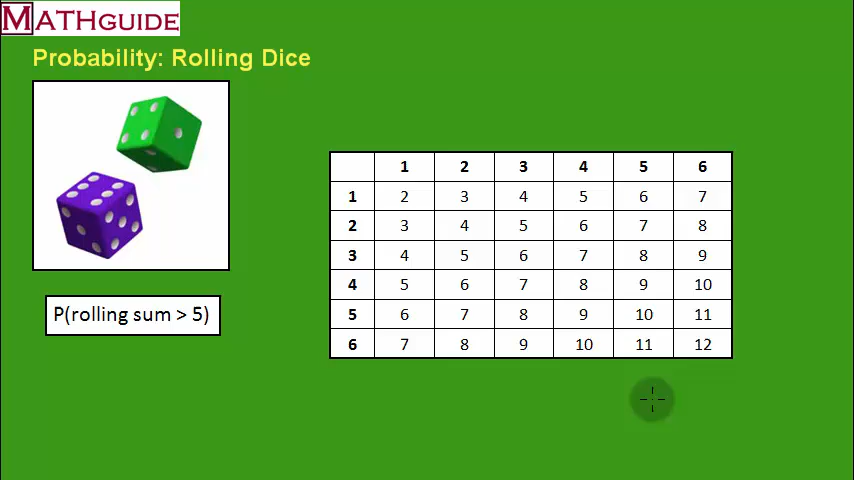 MATHGUIDE
Probability: Rolling Dice
1 2 3 4 5 6
1 2 3 4 5 6 7
2 3 4 5 6 7 8
3 4 5 6 7 8 9
4 5 6 7 8 9 10
5 6 7 8 9 10 11
6 7 8 9 10 11 12
P(rolling sum > 5)